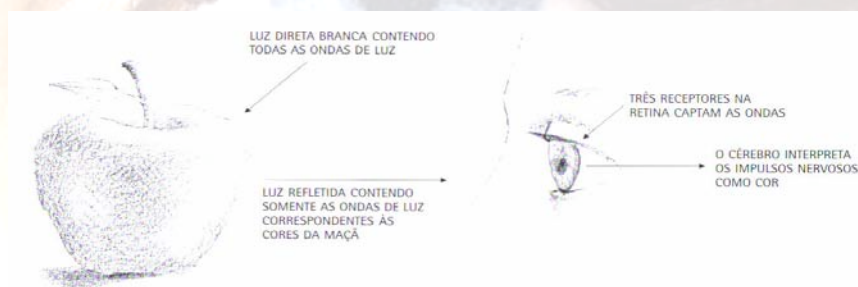 LUZ DIRETA BRANCA CONTENDO
TODAS AS ONDAS DE LUZ
TRÊS RECEPTORES NA
RETINA CAPTAM AS ONDAS
O CÉREBRO INTERPRETA
OS IMPULSOS NERVOSOS
COMO COR
LUZ REFLETIDA CONTENDO
SOMENTE AS ONDAS DE LUZ
CORRESPONDENTES ÀS
CORES DA MAÇÃ